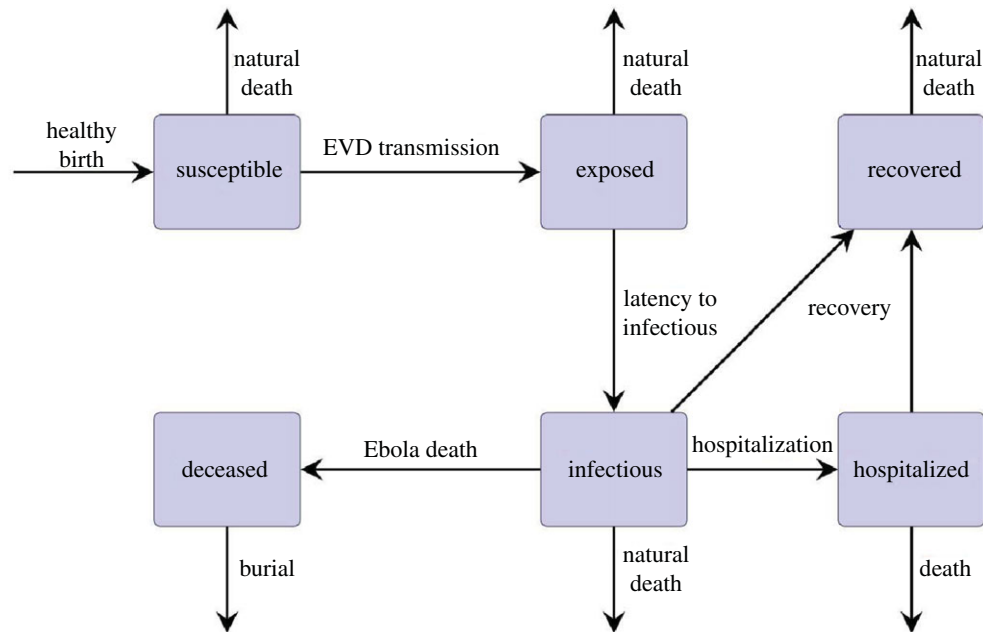 natural
death
natural
death
natural
death
healthy
birth
susceptible
EVD transmission
exposed
recovered
latency to
infectious
recovery
deceased
Ebola death
infectious
hospitalization
hospitalized
burial
natural
death
death